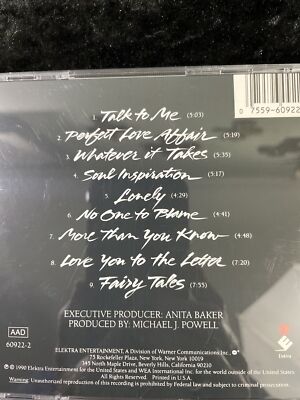 0 7559-60922
1. Talk to Me (5:03)
2. Perfect Love Affair (5:19)
3. Whatever it Takes (5:35)
4. Soul Inspiration (5:17)
5. Lonely (4:29)
6. No One to Blame (4:41)
7. More Than You Know (4:48)
8. Love You to the Letter (7:20)
9. Fairy Tales (7:55)
EXECUTIVE PRODUCER: ANITA BAKER
PRODUCED BY: MICHAEL J. POWELL
AAD
60922-2
E
Elektra
ELEKTRA ENTERTAINMENT, A Division of Warner Communications Inc.
75 Rockefeller Plaza, New York, New York 10019
345 North Maple Drive, Beverly Hills, California 90210
℗ © 1990 Elektra Entertainment for the United States and WEA International Inc. for the world outside of the United States.
Printed in U.S.A.
Warning: Unauthorized reproduction of this recording is prohibited by Federal law and subject to criminal prosecution.